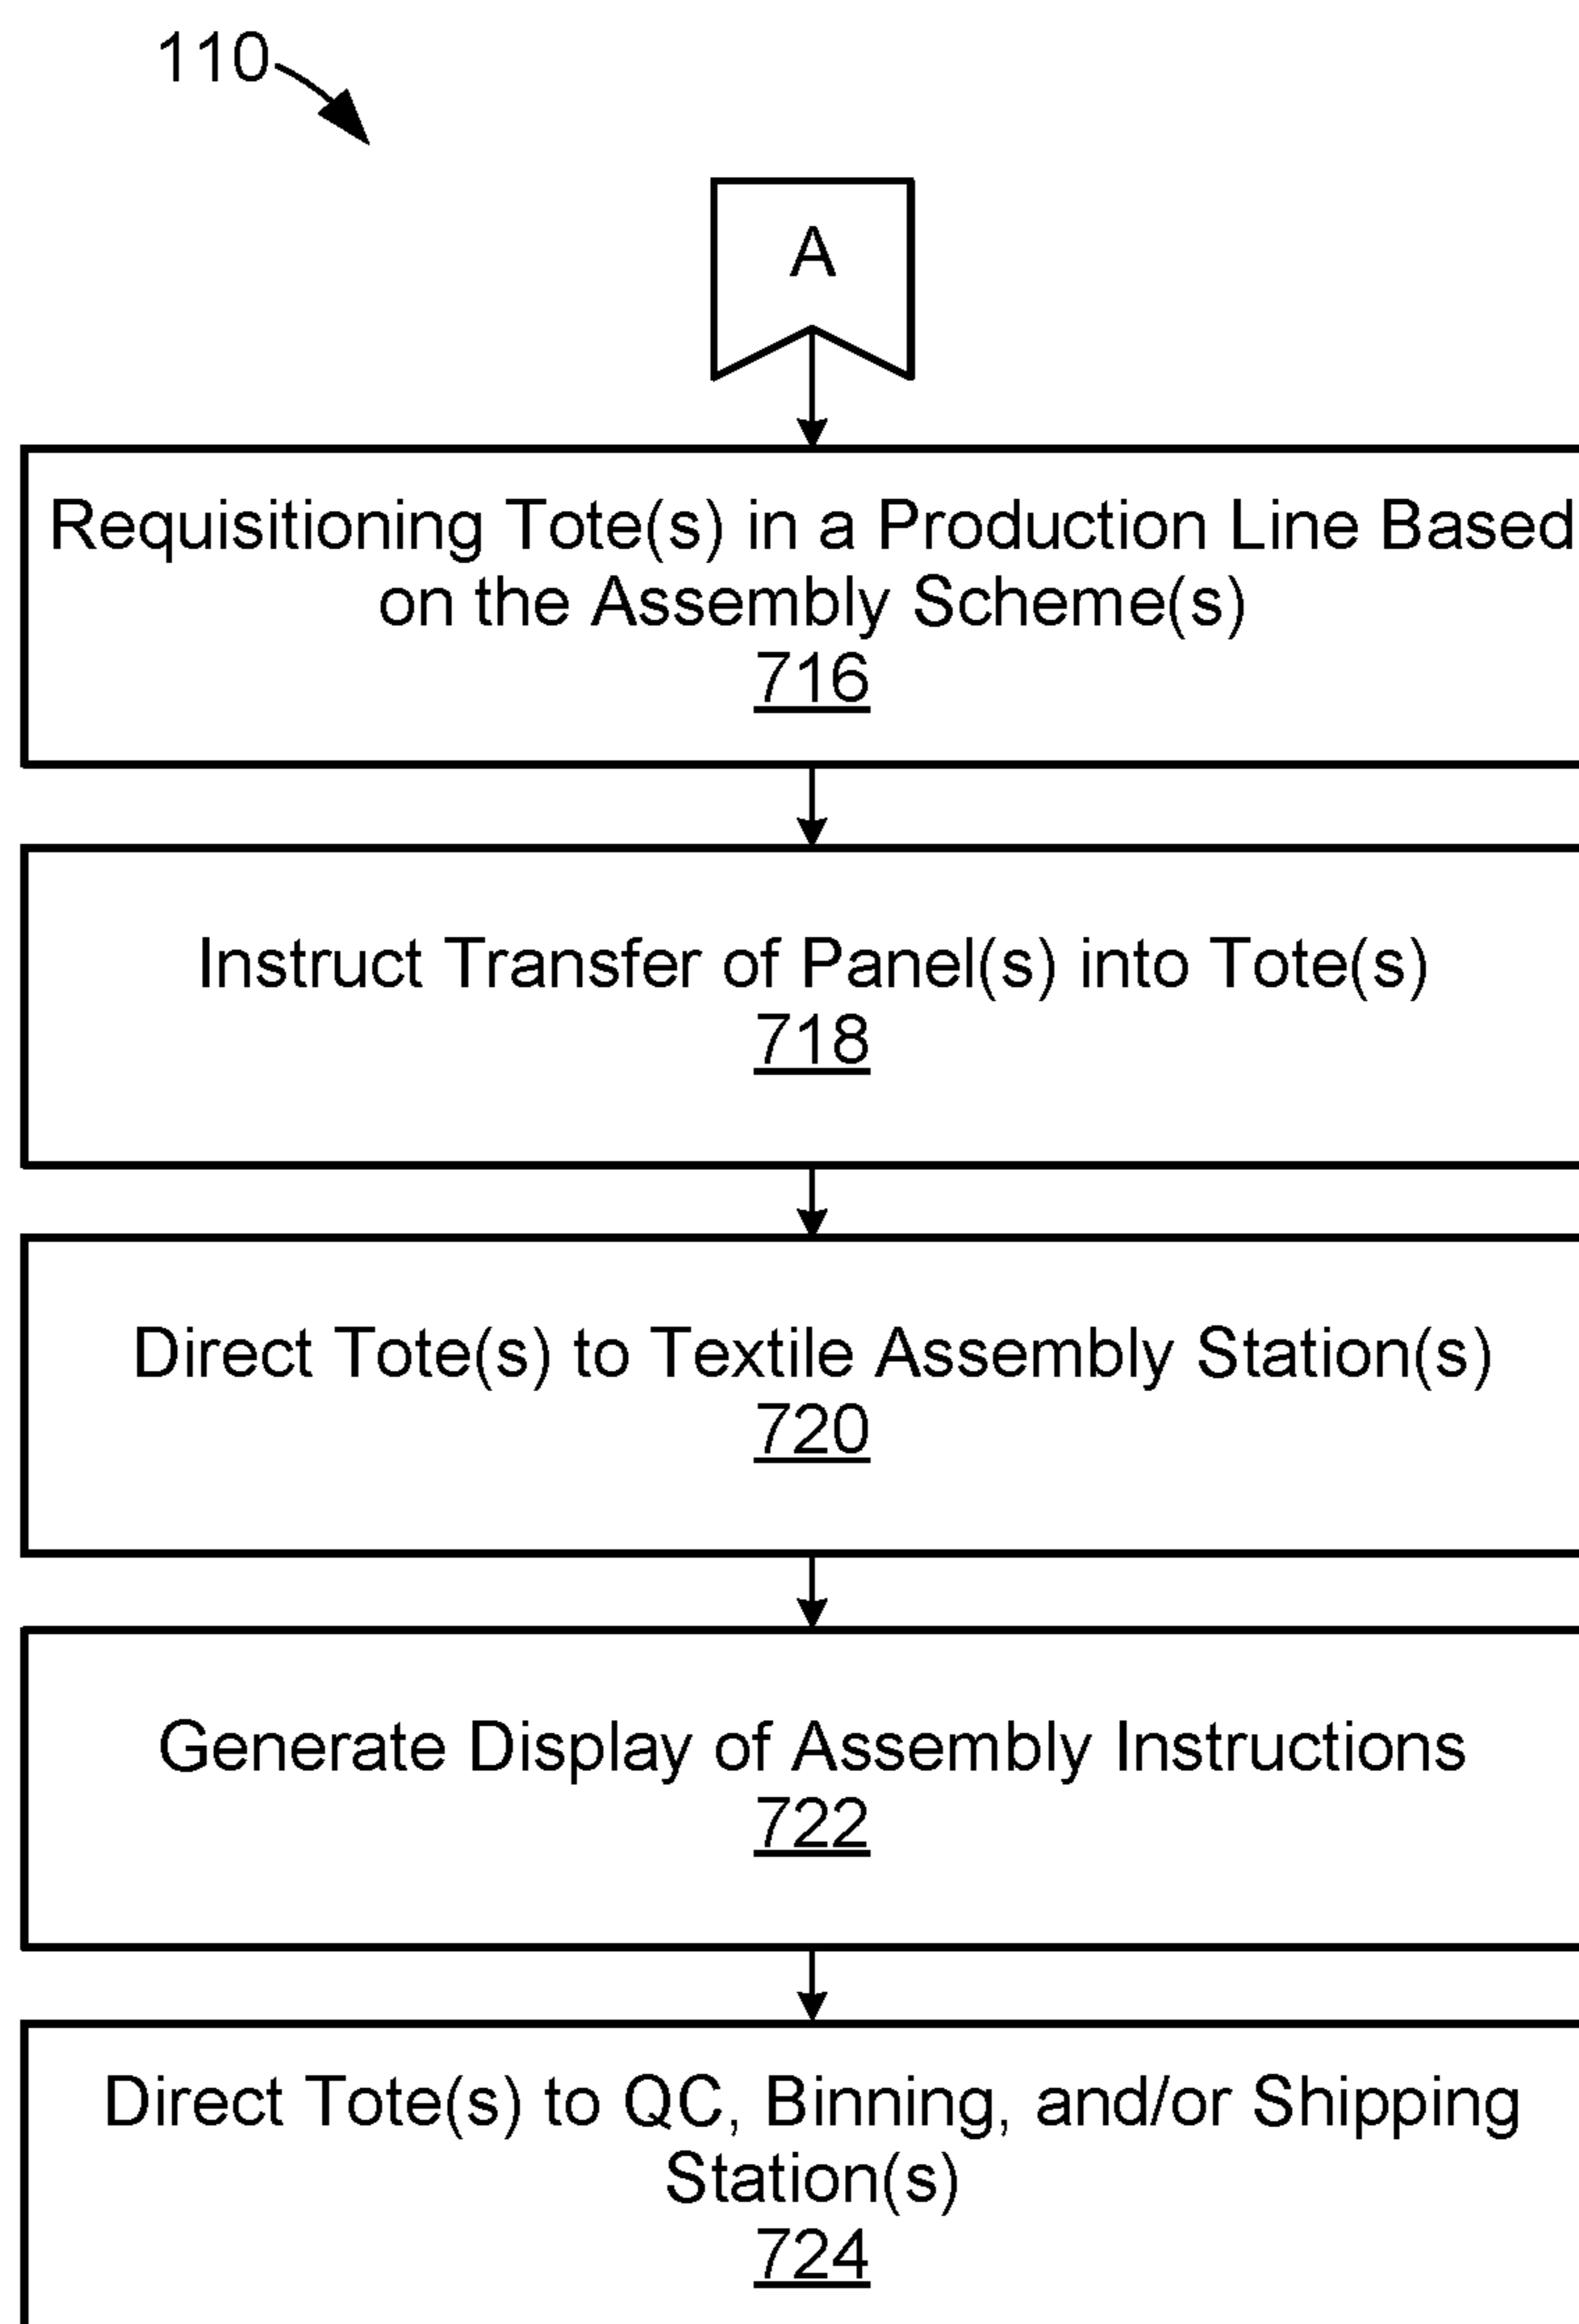 110
A
Requisitioning Tote(s) in a Production Line Based
on the Assembly Scheme(s)
716
Instruct Transfer of Panel(s) into Tote(s)
718
Direct Tote(s) to Textile Assembly Station(s)
720
Generate Display of Assembly Instructions
722
Direct Tote(s) to QC, Binning, and/or Shipping
Station(s)
724